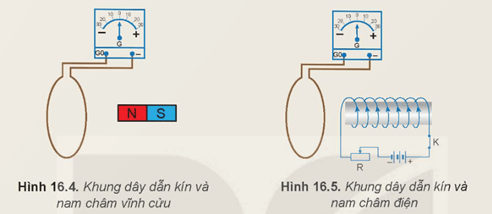 30 20 10 0 10 20 30
− +
G
G0 −
N S
Hình 16.4. Khung dây dẫn kín và
nam châm vĩnh cửu
30 20 10 0 10 20 30
− +
G
G0 −
K
R − +
Hình 16.5. Khung dây dẫn kín và
nam châm điện